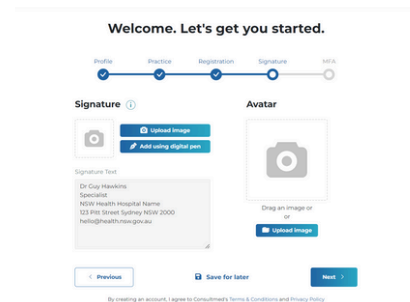 Welcome. Let's get you started.
Profile
Practice
Registration
Signature
MFA
Signature
Upload image
Add using digital pen
Signature Text
Dr Guy Hawkins
Specialist
NSW Health Hospital Name
123 Pitt Street Sydney NSW 2000
hello@health.nsw.gov.au
Avatar
Drag an image or
or
Upload image
< Previous
Save for later
Next >
By creating an account, I agree to Consultmed's Terms & Conditions and Privacy Policy